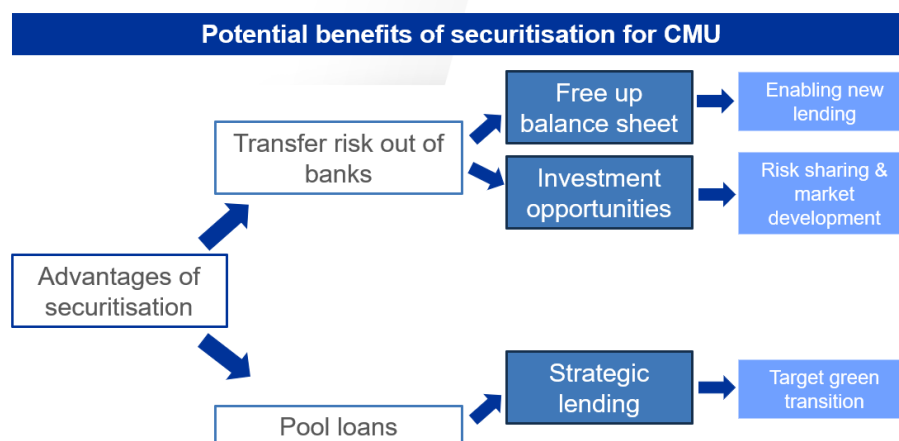 Potential benefits of securitisation for CMU
Free up
balance sheet
Enabling new
lending
Transfer risk out of
banks
Investment
opportunities
Risk sharing &
market
development
Advantages of
securitisation
Strategic
lending
Target green
transition
Pool loans